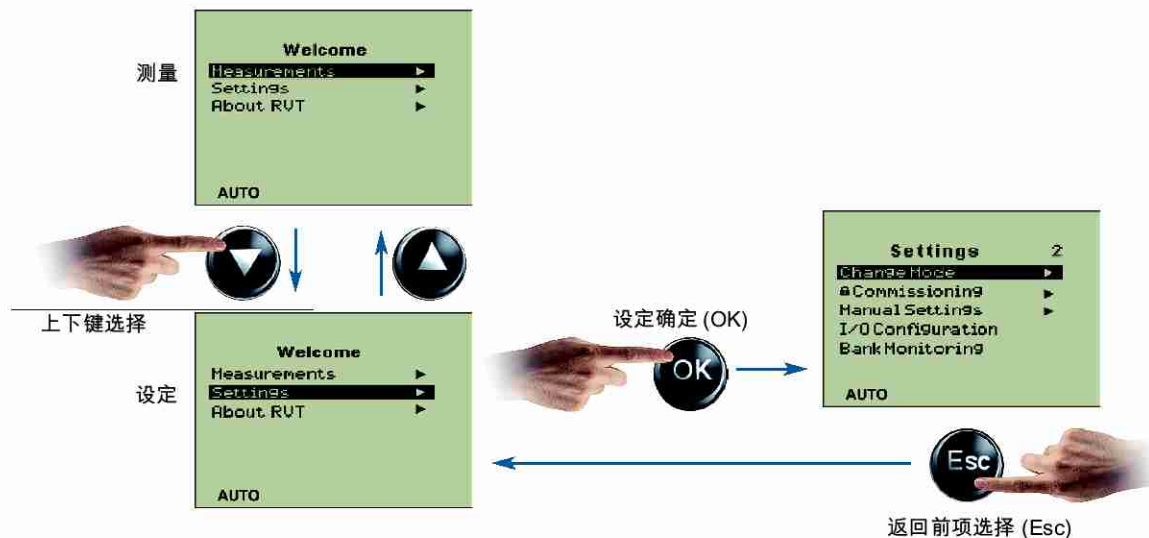 测量
Welcome
Measurements
Settings
About RVT
AUTO
上下键选择
设定
Welcome
Measurements
Settings
About RVT
AUTO
设定确定 (OK)
OK
Settings 2
Change Mode
Commissioning
Manual Settings
I/O Configuration
Bank Monitoring
AUTO
Esc
返回前项选择 (Esc)